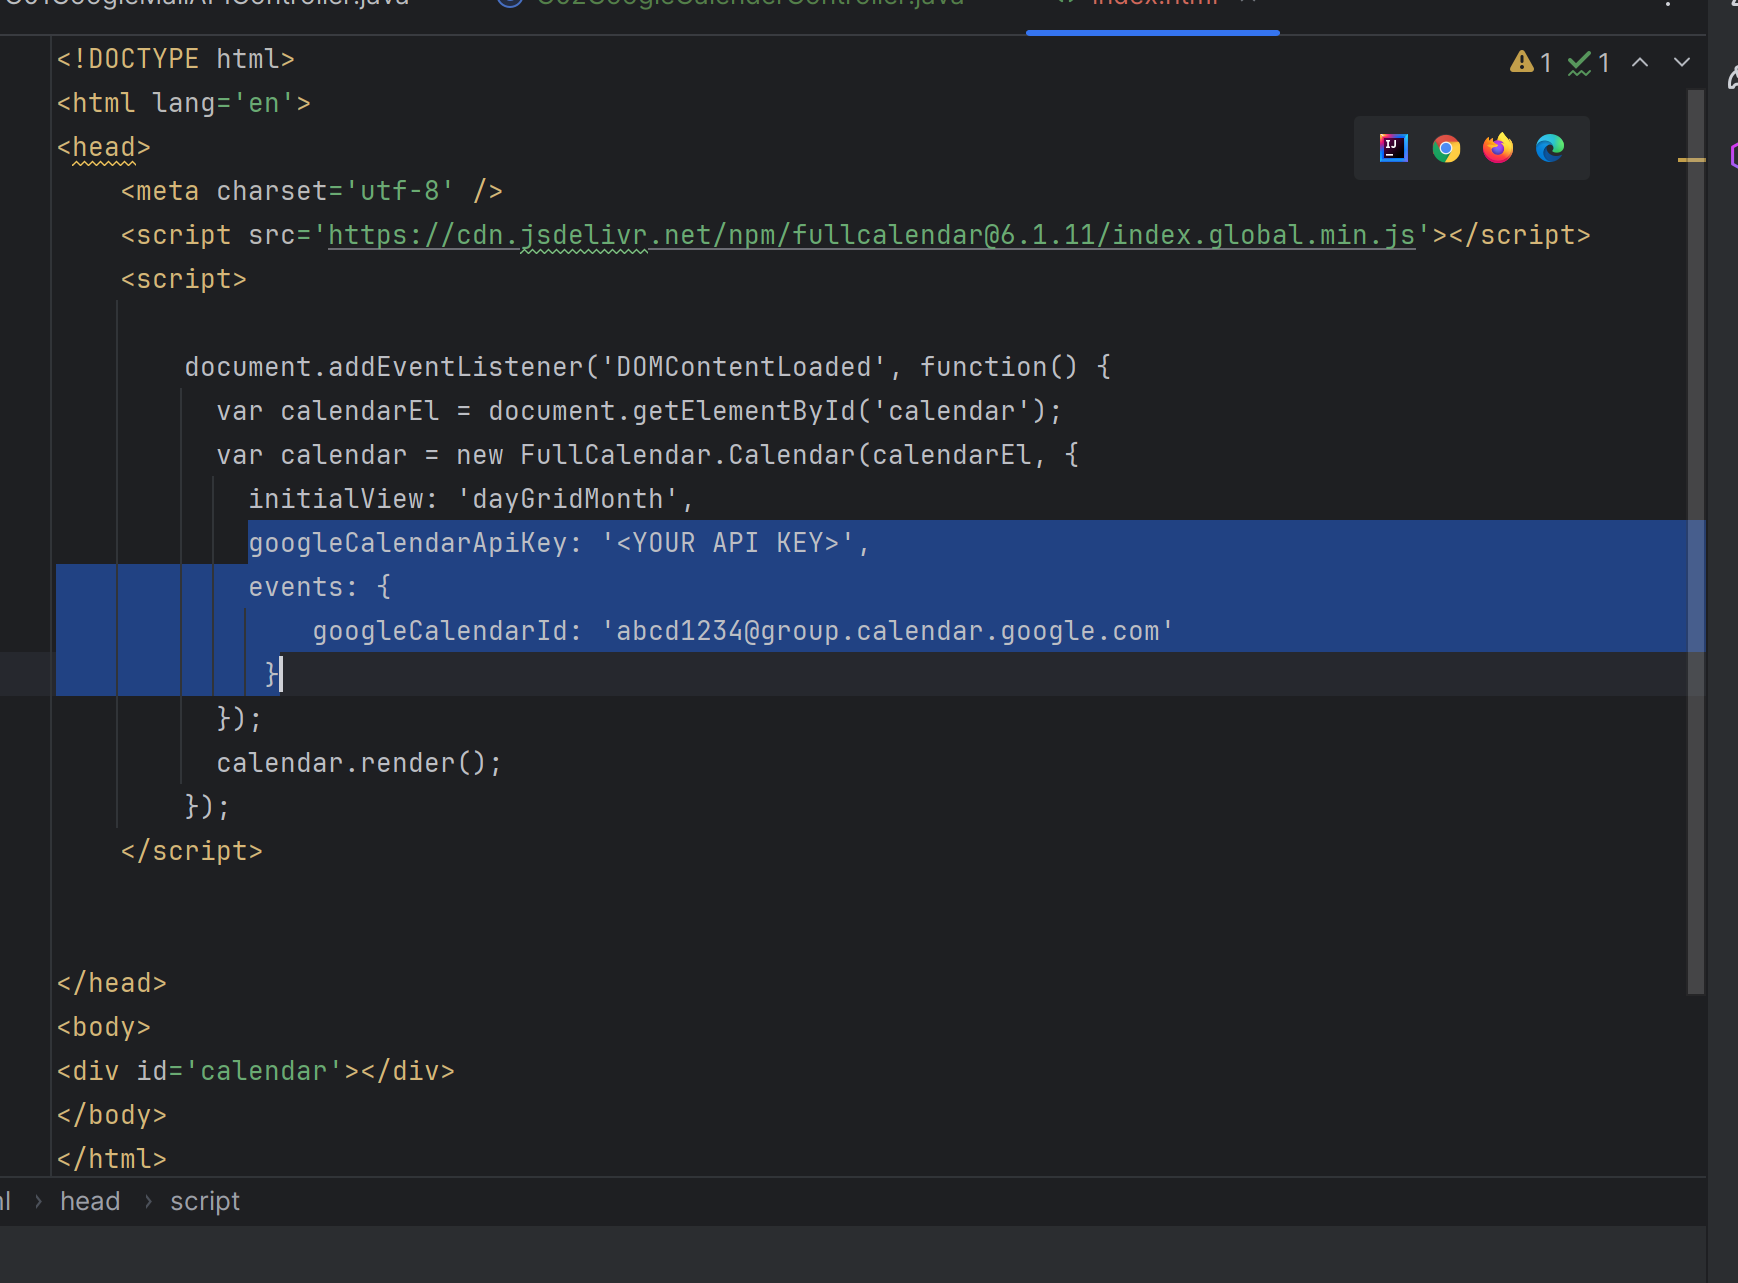 index.html
1 1
<!DOCTYPE html>
<html lang='en'>
<head>
<meta charset='utf-8' />
<script src='https://cdn.jsdelivr.net/npm/fullcalendar@6.1.11/index.global.min.js'></script>
<script>
document.addEventListener('DOMContentLoaded', function() {
var calendarEl = document.getElementById('calendar');
var calendar = new FullCalendar.Calendar(calendarEl, {
initialView: 'dayGridMonth',
googleCalendarApiKey: '<YOUR API KEY>',
events: {
googleCalendarId: 'abcd1234@group.calendar.google.com'
}
});
calendar.render();
});
</script>
</head>
<body>
<div id='calendar'></div>
</body>
</html>
head › script